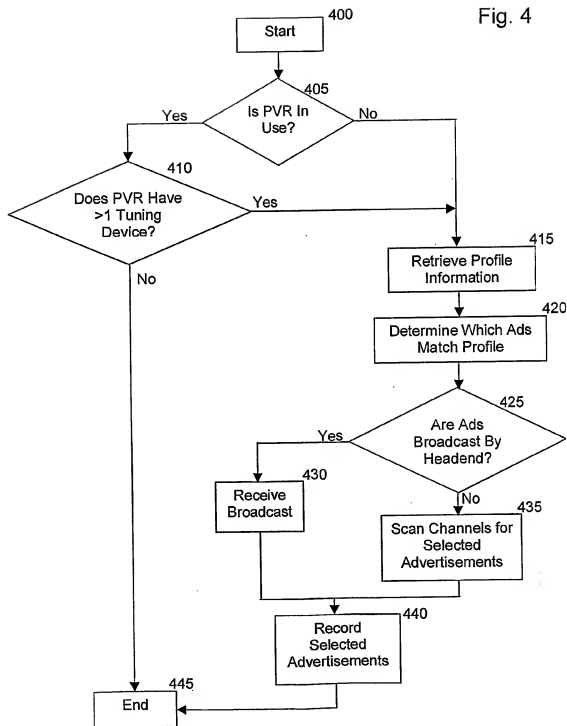 Fig. 4
400
Start
405
Is PVR In
Use?
Yes
No
410
Does PVR Have
>1 Tuning
Device?
Yes
No
415
Retrieve Profile
Information
420
Determine Which Ads
Match Profile
425
Are Ads
Broadcast By
Headend?
Yes
No
430
Receive
Broadcast
435
Scan Channels for
Selected
Advertisements
440
Record
Selected
Advertisements
445
End